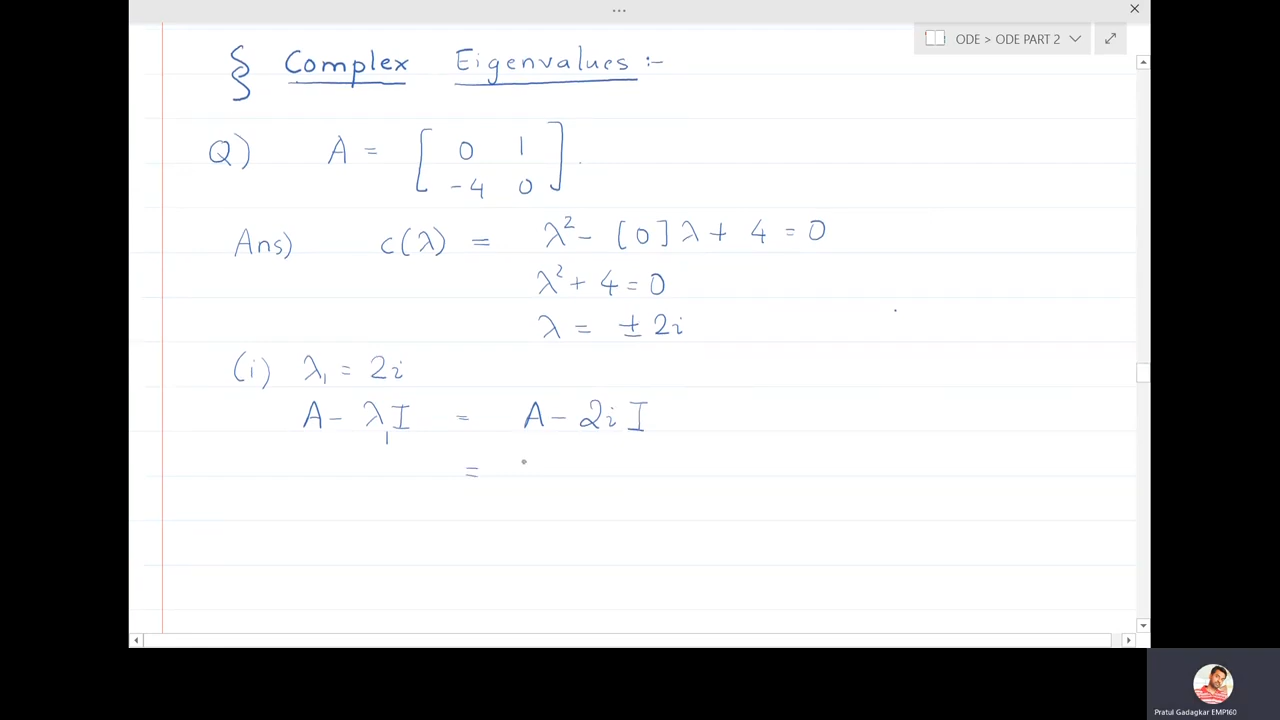 ODE > ODE PART 2
§ Complex Eigenvalues :-
Q) A = [ 0 1
-4 0 ].
Ans) c(λ) = λ² - [0] λ + 4 = 0
λ² + 4 = 0
λ = ± 2i
(i) λ₁ = 2i
A - λ₁I = A - 2i I
=
Pratul Gadagkar EMP160